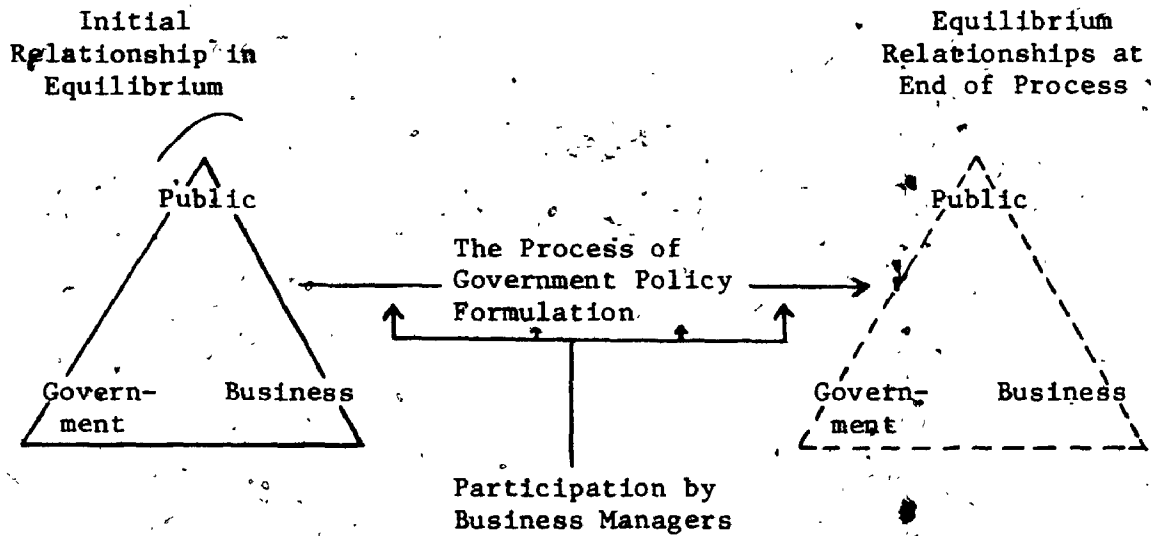 Initial
Relationship in
Equilibrium
Equilibrium
Relationships at
End of Process
Public
Govern-
ment
Business
The Process of
Government Policy
Formulation
Public
Govern-
ment
Business
Participation by
Business Managers